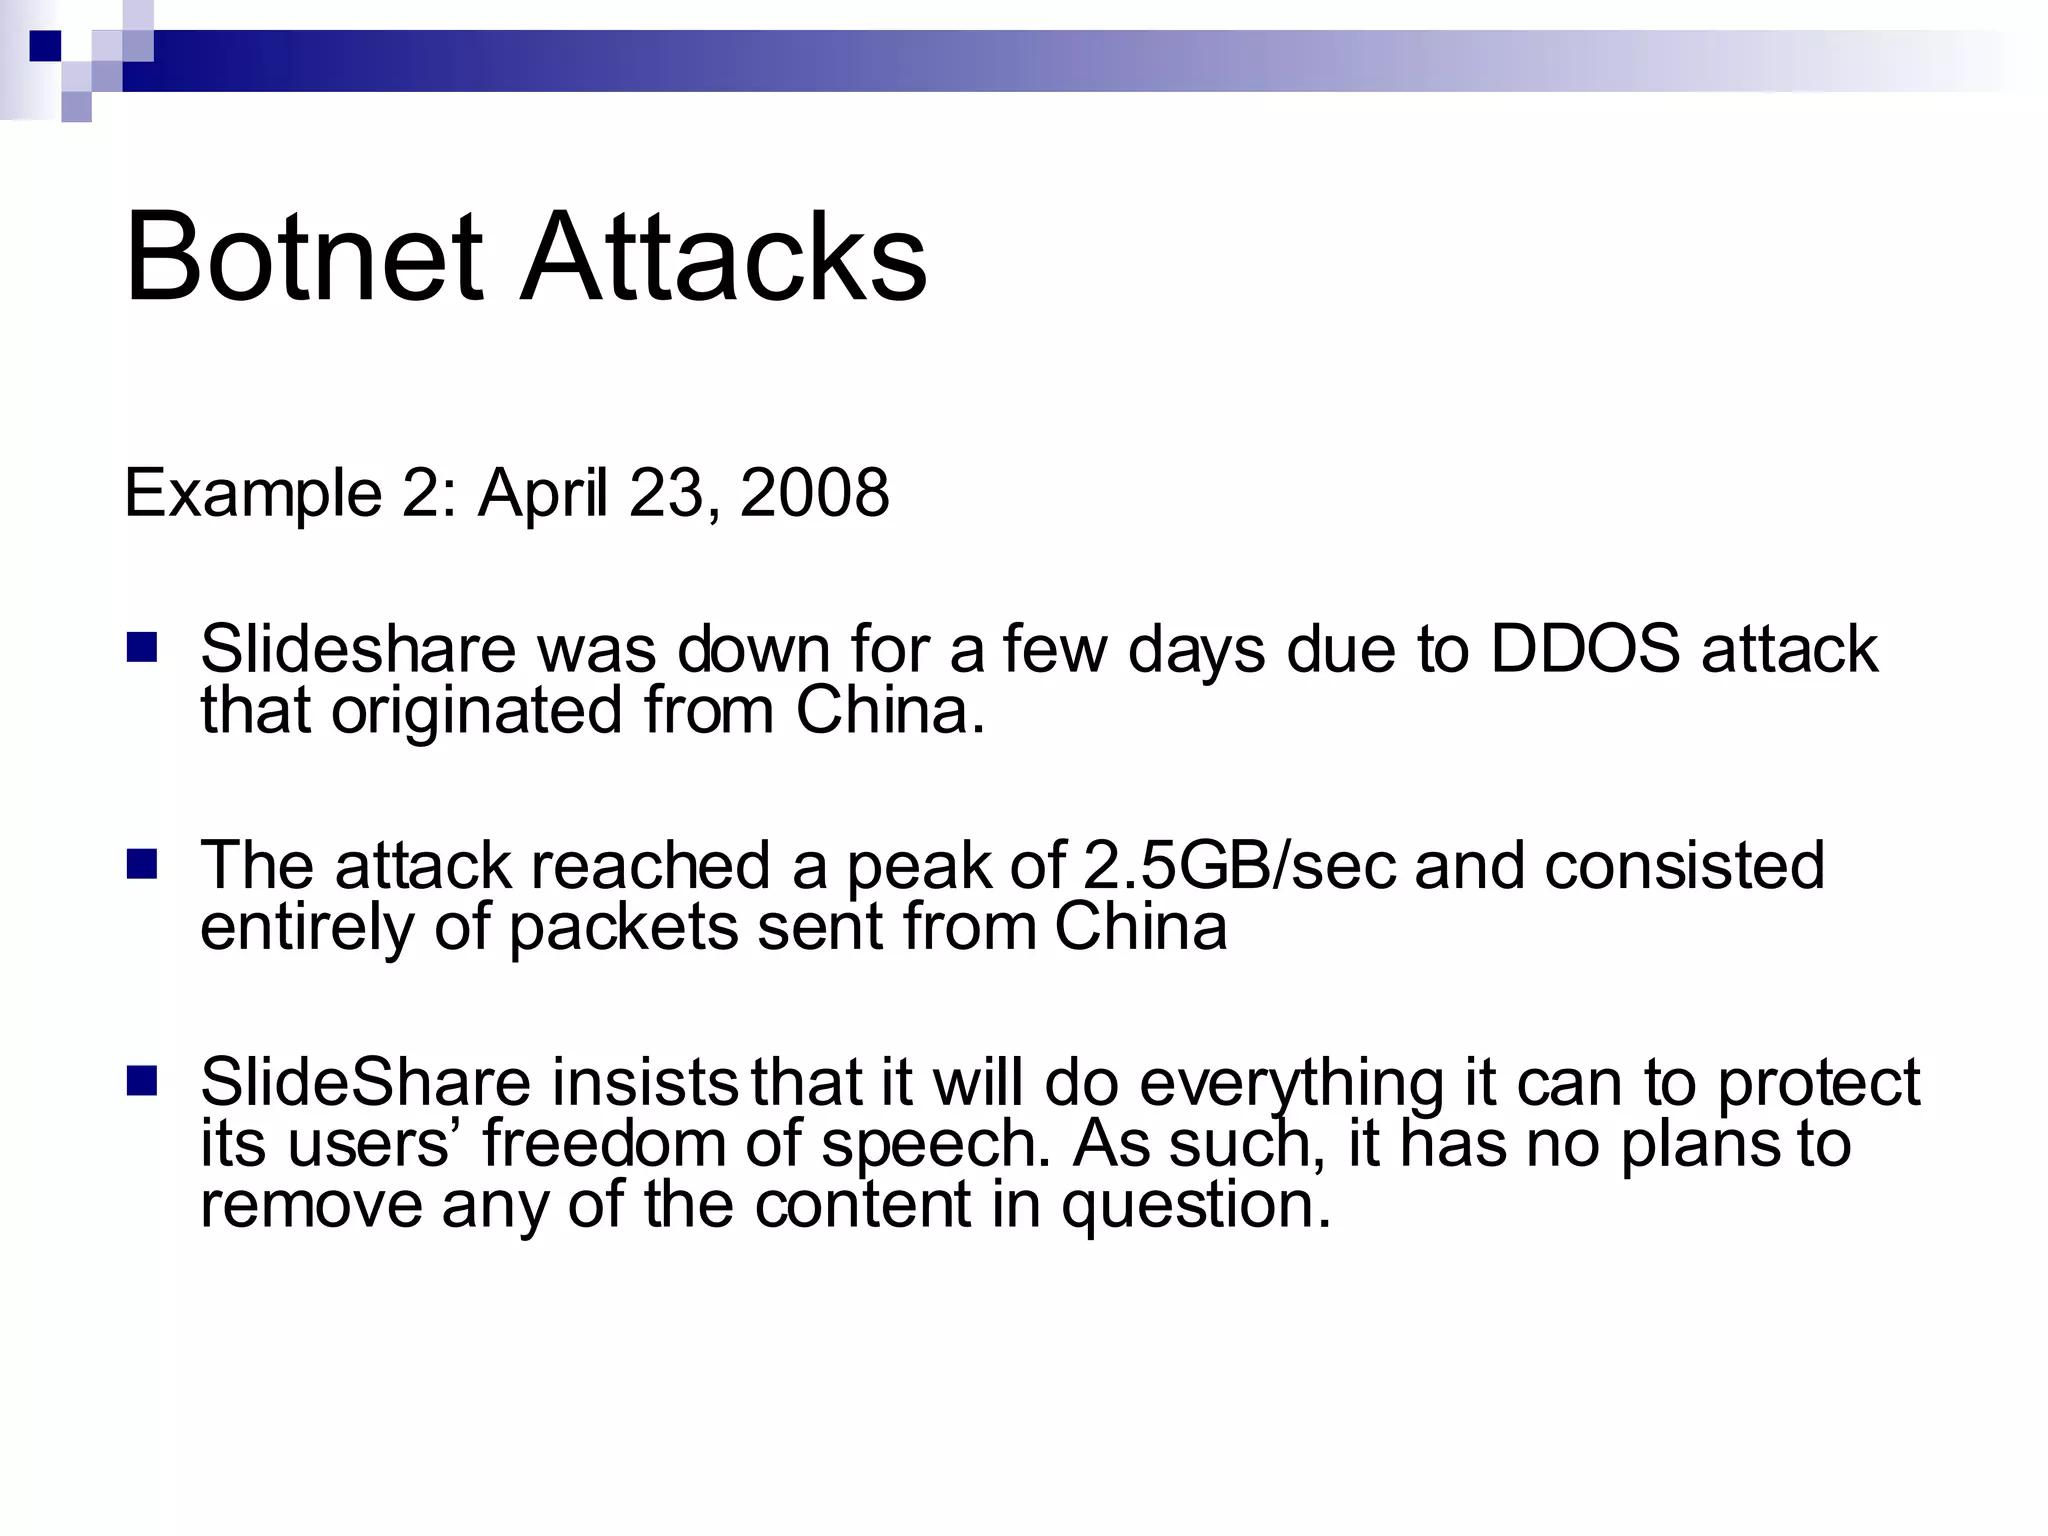 Botnet Attacks
Example 2: April 23, 2008
Slideshare was down for a few days due to DDOS attack
that originated from China.
The attack reached a peak of 2.5GB/sec and consisted
entirely of packets sent from China
SlideShare insists that it will do everything it can to protect
its users’ freedom of speech. As such, it has no plans to
remove any of the content in question.